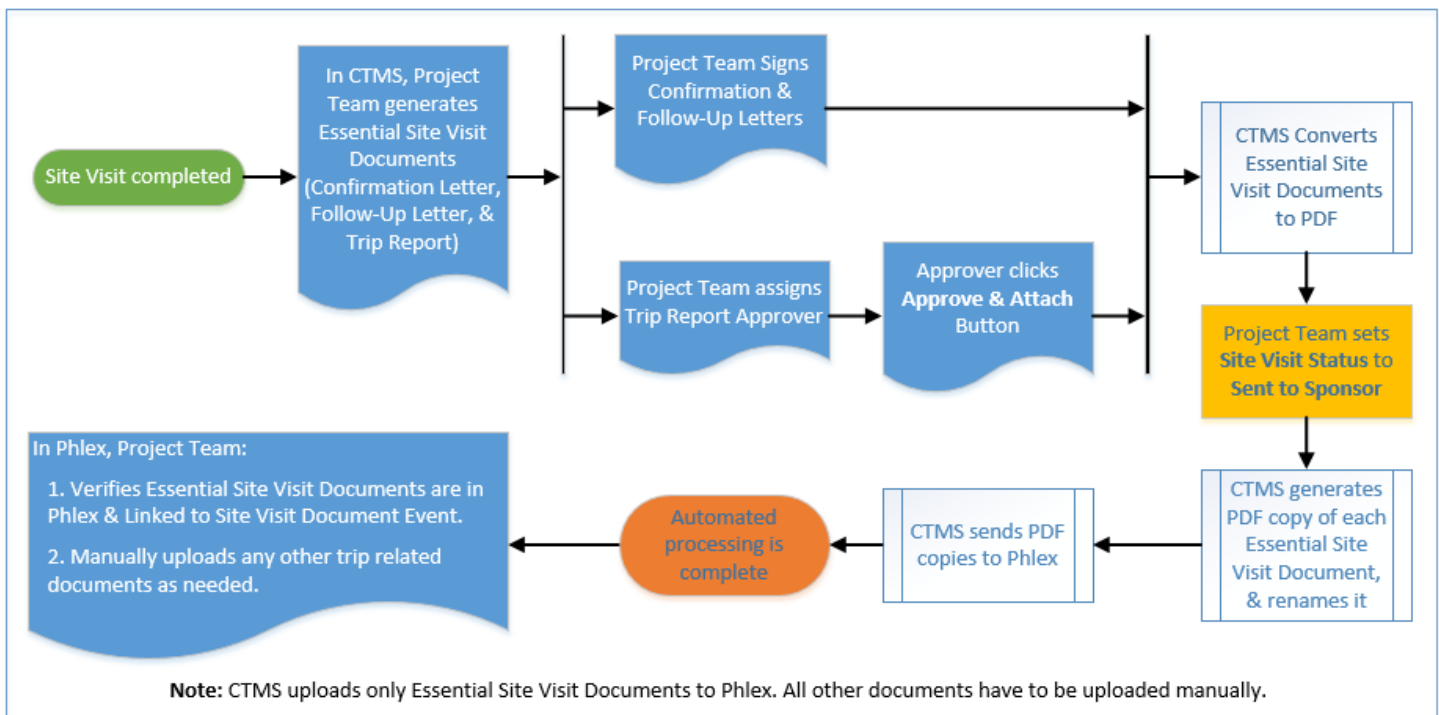 Site Visit completed
In CTMS, Project
Team generates
Essential Site Visit
Documents
(Confirmation Letter,
Follow-Up Letter, &
Trip Report)
Project Team Signs
Confirmation &
Follow-Up Letters
Project Team assigns
Trip Report Approver
Approver clicks
Approve & Attach
Button
CTMS Converts
Essential Site
Visit Documents
to PDF
Project Team sets
Site Visit Status to
Sent to Sponsor
CTMS generates
PDF copy of each
Essential Site
Visit Document,
& renames it
CTMS sends PDF
copies to Phlex
Automated
processing is
complete
In Phlex, Project Team:
1. Verifies Essential Site Visit Documents are in
Phlex & Linked to Site Visit Document Event.
2. Manually uploads any other trip related
documents as needed.
Note: CTMS uploads only Essential Site Visit Documents to Phlex. All other documents have to be uploaded manually.